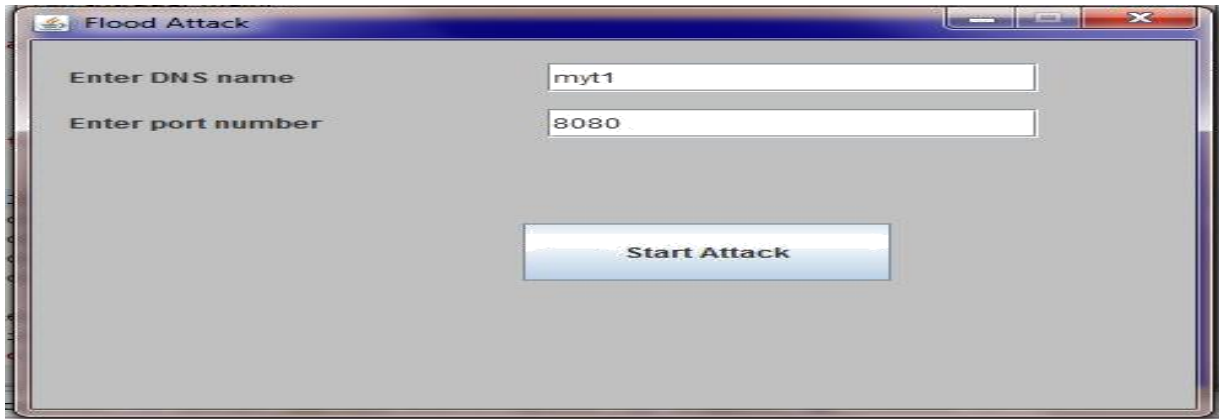 Flood Attack
Enter DNS name
myt1
Enter port number
8080
Start Attack